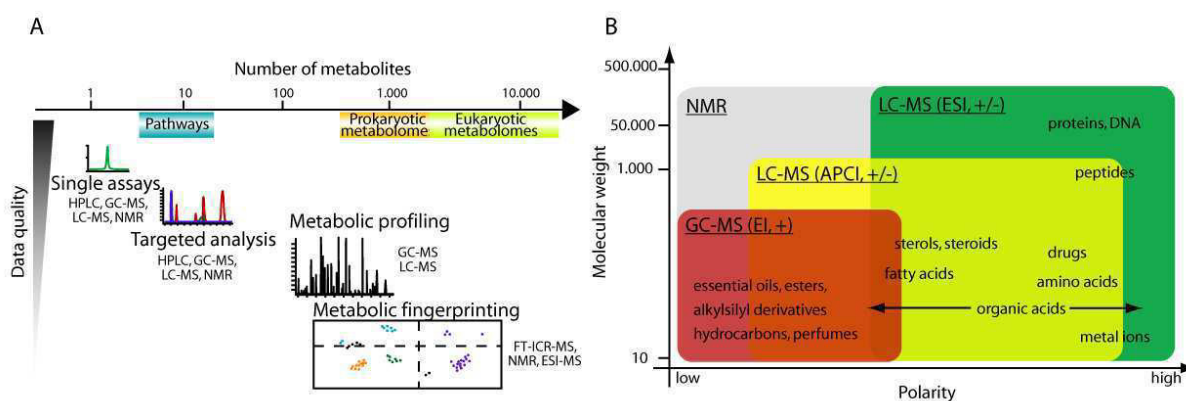 A
Number of metabolites
1 10 100 1.000 10.000
Pathways
Prokaryotic
metabolome
Eukaryotic
metabolomes
Data quality
Single assays
HPLC, GC-MS,
LC-MS, NMR
Targeted analysis
HPLC, GC-MS,
LC-MS, NMR
Metabolic profiling
GC-MS
LC-MS
Metabolic fingerprinting
FT-ICR-MS,
NMR, ESI-MS
B
Molecular weight
500.000
50.000
1.000
10
NMR
LC-MS (ESI, +/-)
proteins, DNA
LC-MS (APCI, +/-)
peptides
GC-MS (EI, +)
sterols, steroids
drugs
fatty acids
amino acids
essential oils, esters,
alkylsilyl derivatives
organic acids
hydrocarbons, perfumes
metal ions
low
high
Polarity